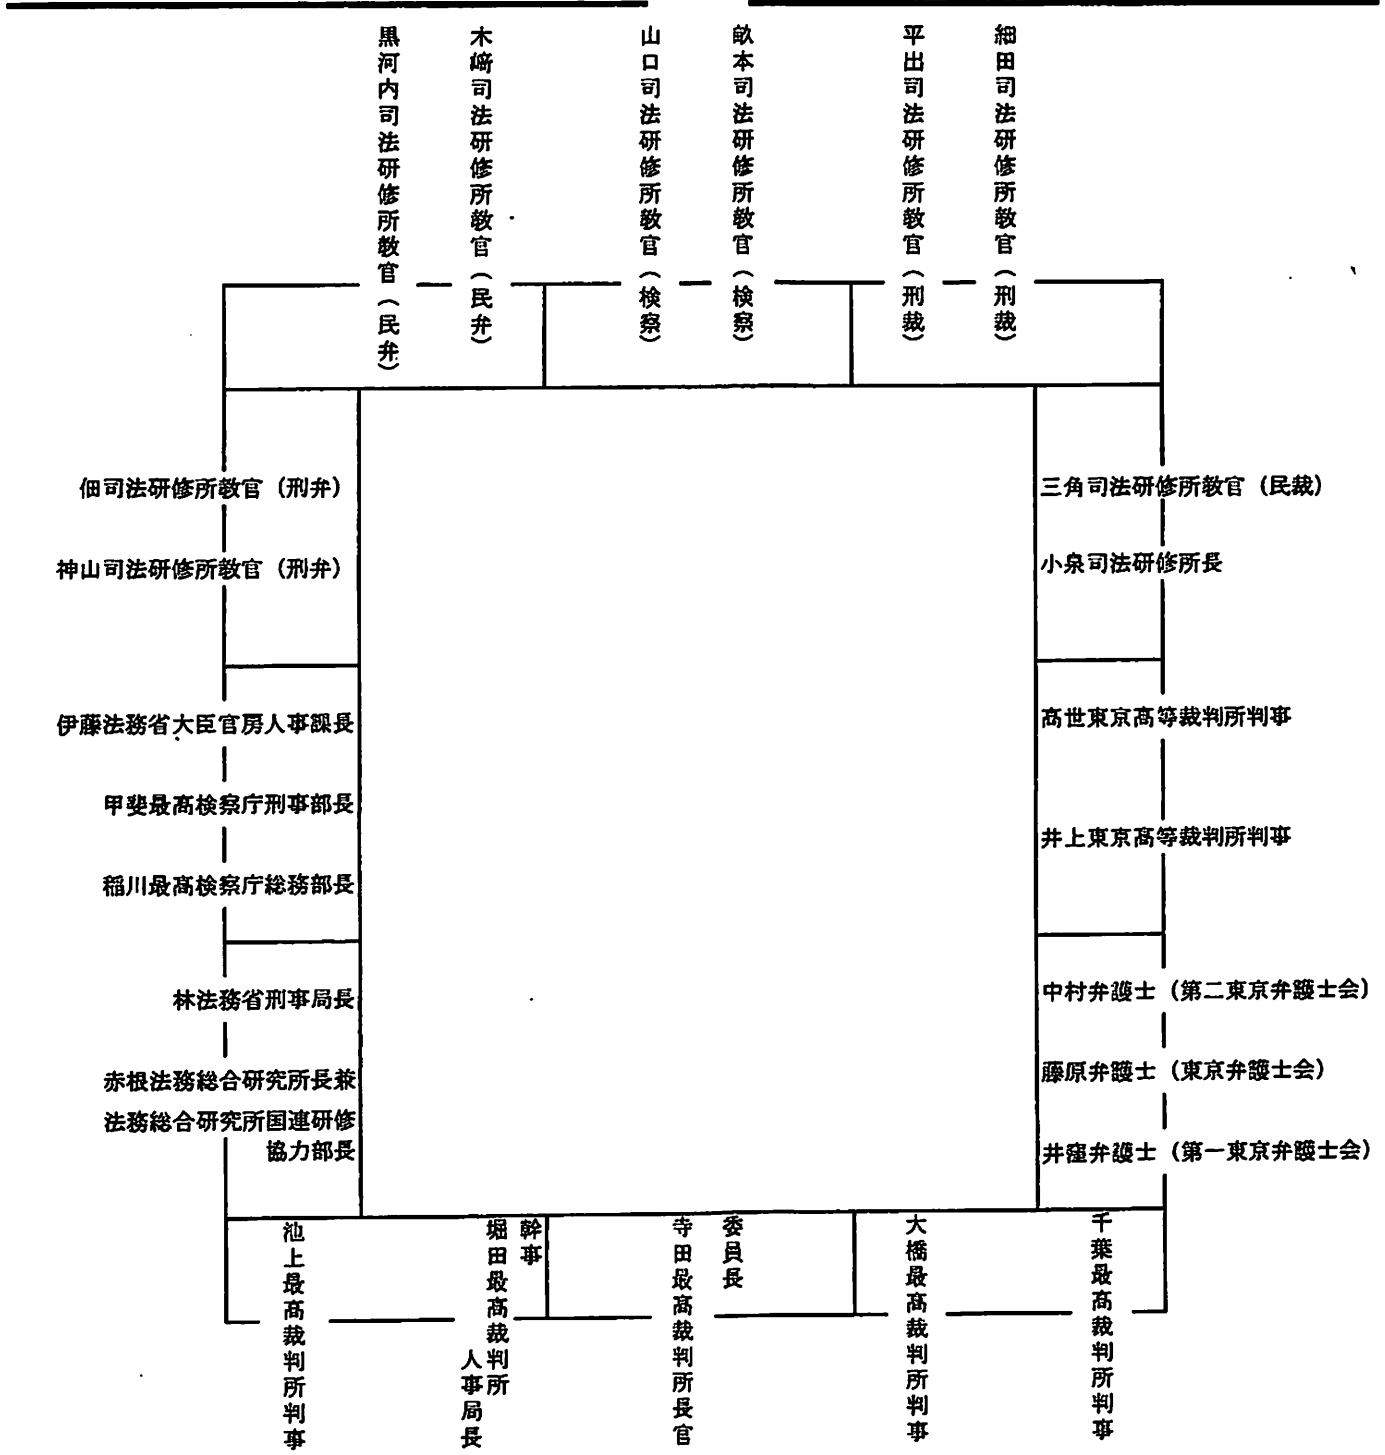 黒河内司法研修所教官（民弁）
木﨑司法研修所教官（民弁）
山口司法研修所教官（検察）
畝本司法研修所教官（検察）
平出司法研修所教官（刑裁）
細田司法研修所教官（刑裁）
佃司法研修所教官（刑弁）
神山司法研修所教官（刑弁）
伊藤法務省大臣官房人事課長
甲斐最高検察庁刑事部長
稲川最高検察庁総務部長
林法務省刑事局長
赤根法務総合研究所長兼
法務総合研究所国連研修
協力部長
三角司法研修所教官（民裁）
小泉司法研修所長
髙世東京高等裁判所判事
井上東京高等裁判所判事
中村弁護士（第二東京弁護士会）
藤原弁護士（東京弁護士会）
井窪弁護士（第一東京弁護士会）
池上最高裁判所判事
幹事
堀田最高裁判所
人事局長
委員長
寺田最高裁判所長官
大橋最高裁判所判事
千葉最高裁判所判事